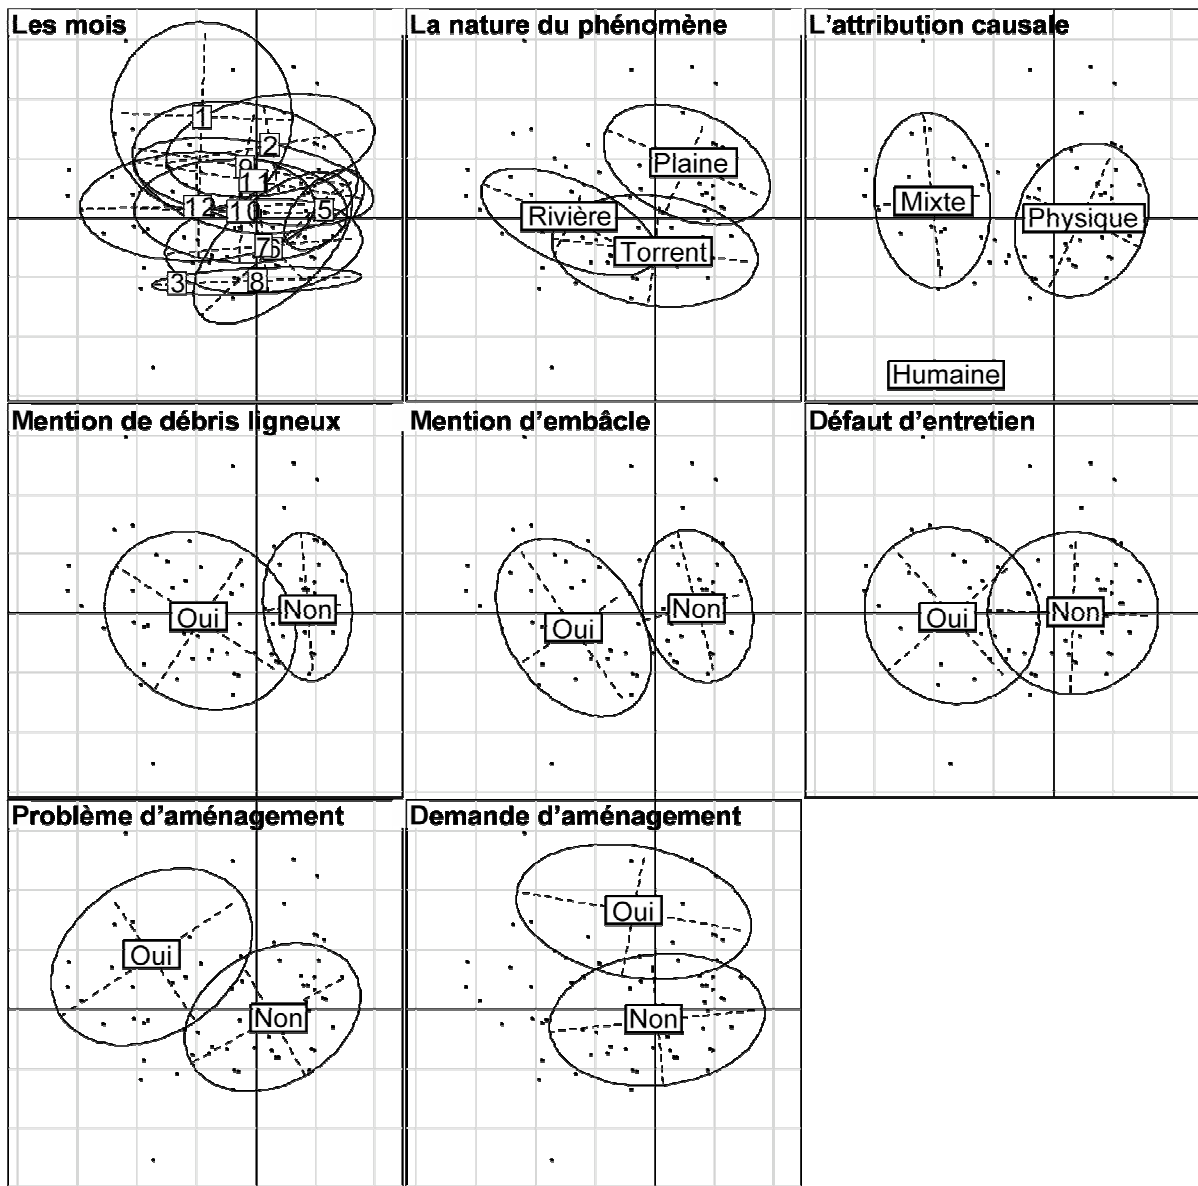 Les mois
1
2
9
11
12
10
5
7
6
3
8
La nature du phénomène
Plaine
Rivière
Torrent
L'attribution causale
Mixte
Physique
Humaine
Mention de débris ligneux
Oui
Non
Mention d'embâcle
Oui
Non
Défaut d'entretien
Oui
Non
Problème d'aménagement
Oui
Non
Demande d'aménagement
Oui
Non